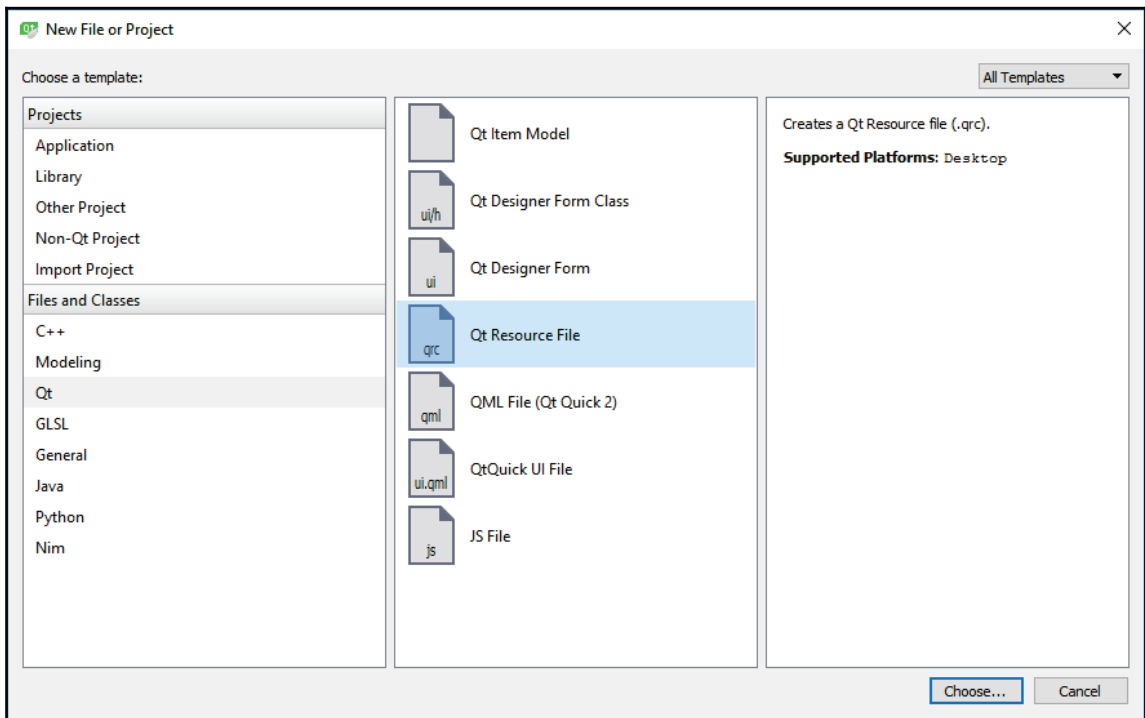 New File or Project
Choose a template:
All Templates
Projects
Application
Library
Other Project
Non-Qt Project
Import Project
Files and Classes
C++
Modeling
Qt
GLSL
General
Java
Python
Nim
Qt Item Model
ui/h
Qt Designer Form Class
ui
Qt Designer Form
qrc
Qt Resource File
qml
QML File (Qt Quick 2)
ui.qml
QtQuick UI File
js
JS File
Creates a Qt Resource file (.qrc).
Supported Platforms: Desktop
Choose...
Cancel